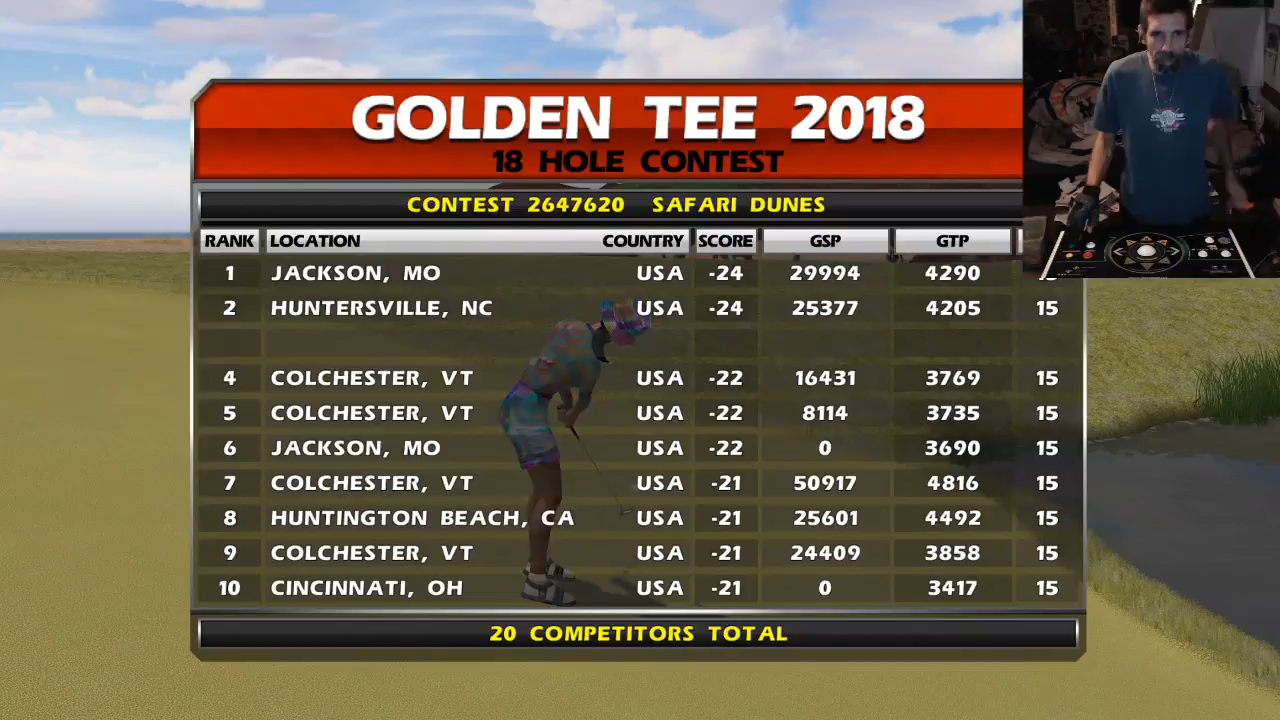 GOLDEN TEE 2018
18 HOLE CONTEST
CONTEST 2647620 SAFARI DUNES
RANK LOCATION COUNTRY SCORE GSP GTP
1 JACKSON, MO USA -24 29994 4290
2 HUNTERSVILLE, NC USA -24 25377 4205 15
4 COLCHESTER, VT USA -22 16431 3769 15
5 COLCHESTER, VT USA -22 8114 3735 15
6 JACKSON, MO USA -22 0 3690 15
7 COLCHESTER, VT USA -21 50917 4816 15
8 HUNTINGTON BEACH, CA USA -21 25601 4492 15
9 COLCHESTER, VT USA -21 24409 3858 15
10 CINCINNATI, OH USA -21 0 3417 15
20 COMPETITORS TOTAL